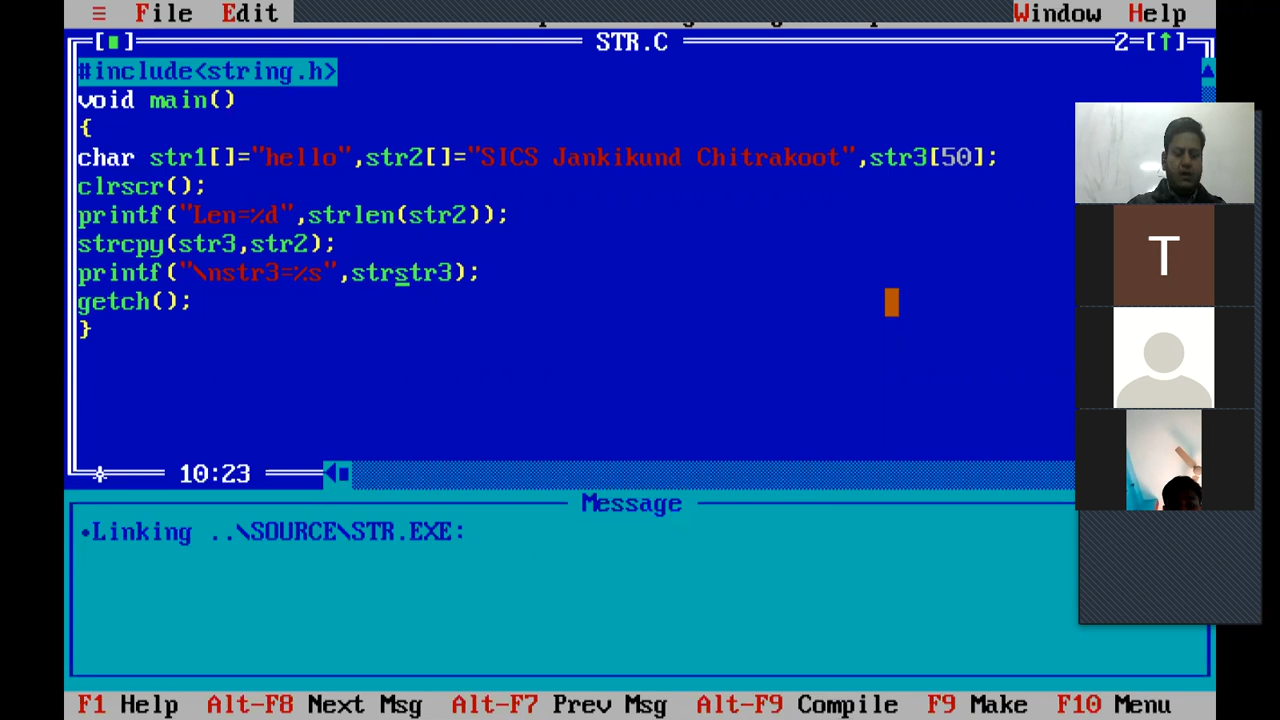 ≡ File Edit Window Help
[■] STR.C 2=[↑]
#include<string.h>
void main()
{
char str1[]="hello",str2[]="SICS Jankikund Chitrakoot",str3[50];
clrscr();
printf("Len=%d",strlen(str2));
strcpy(str3,str2);
printf("\nstr3=%s",strstr3);
getch();
}
10:23
Message
•Linking ..\SOURCE\STR.EXE:
F1 Help Alt-F8 Next Msg Alt-F7 Prev Msg Alt-F9 Compile F9 Make F10 Menu
T